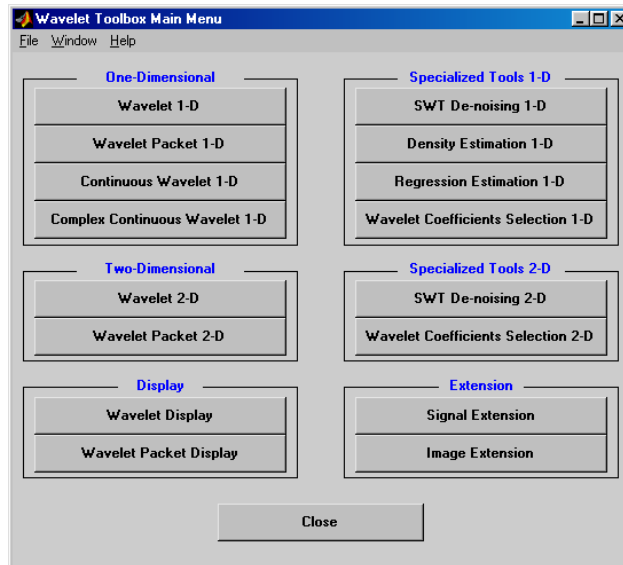 Wavelet Toolbox Main Menu
File Window Help
One-Dimensional
Wavelet 1-D
Wavelet Packet 1-D
Continuous Wavelet 1-D
Complex Continuous Wavelet 1-D
Specialized Tools 1-D
SWT De-noising 1-D
Density Estimation 1-D
Regression Estimation 1-D
Wavelet Coefficients Selection 1-D
Two-Dimensional
Wavelet 2-D
Wavelet Packet 2-D
Specialized Tools 2-D
SWT De-noising 2-D
Wavelet Coefficients Selection 2-D
Display
Wavelet Display
Wavelet Packet Display
Extension
Signal Extension
Image Extension
Close